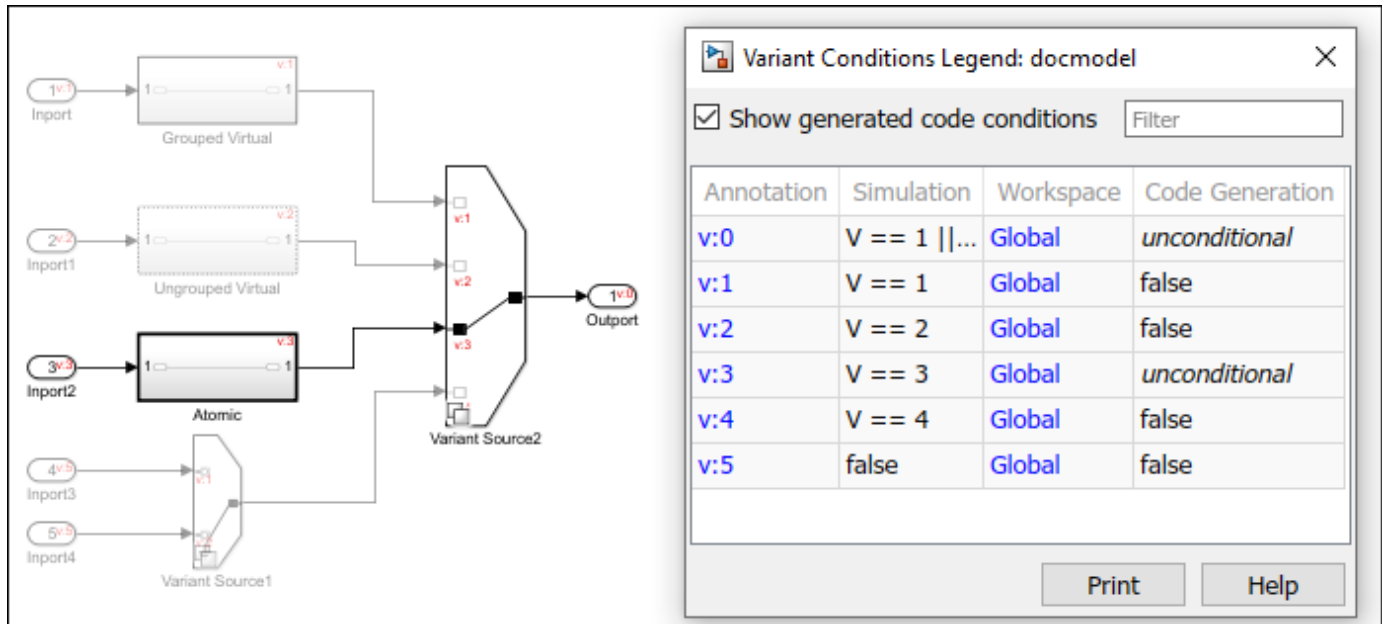 v:1
1 v:1
1 1
Inport
Grouped Virtual
v:1
v:2
2 v:2
1 1
Inport1
v:2
Ungrouped Virtual
1 v:0
Outport
v:3
3 v:3
1 1
v:3
Inport2
Atomic
Variant Source2
4 v:5
v:1
Inport3
5 v:5
Inport4
Variant Source1
Variant Conditions Legend: docmodel
Show generated code conditions Filter
Annotation Simulation Workspace Code Generation
v:0 V == 1 ||... Global unconditional
v:1 V == 1 Global false
v:2 V == 2 Global false
v:3 V == 3 Global unconditional
v:4 V == 4 Global false
v:5 false Global false
Print Help